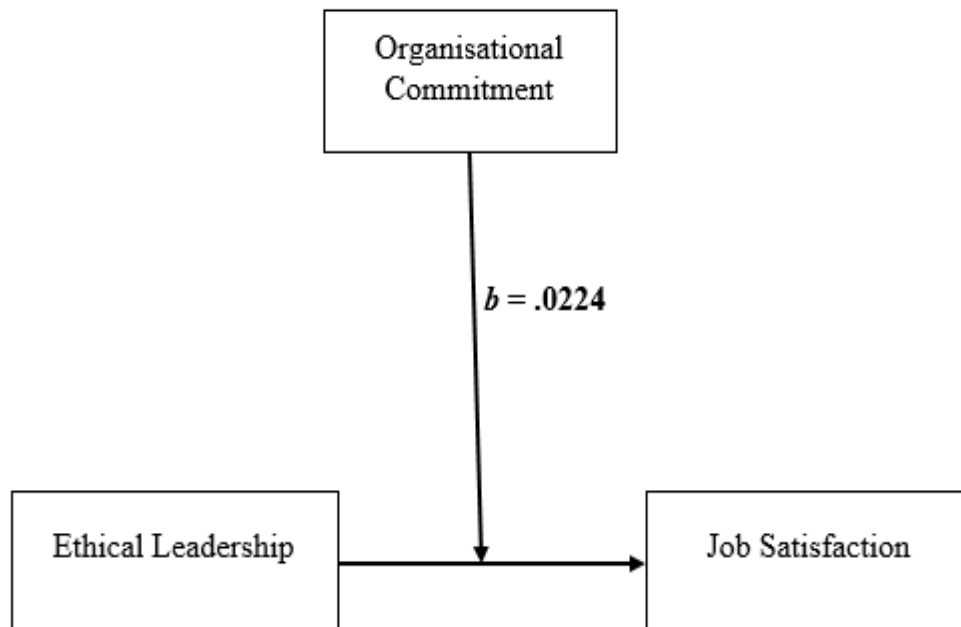 Organisational
Commitment
b = .0224
Ethical Leadership
Job Satisfaction